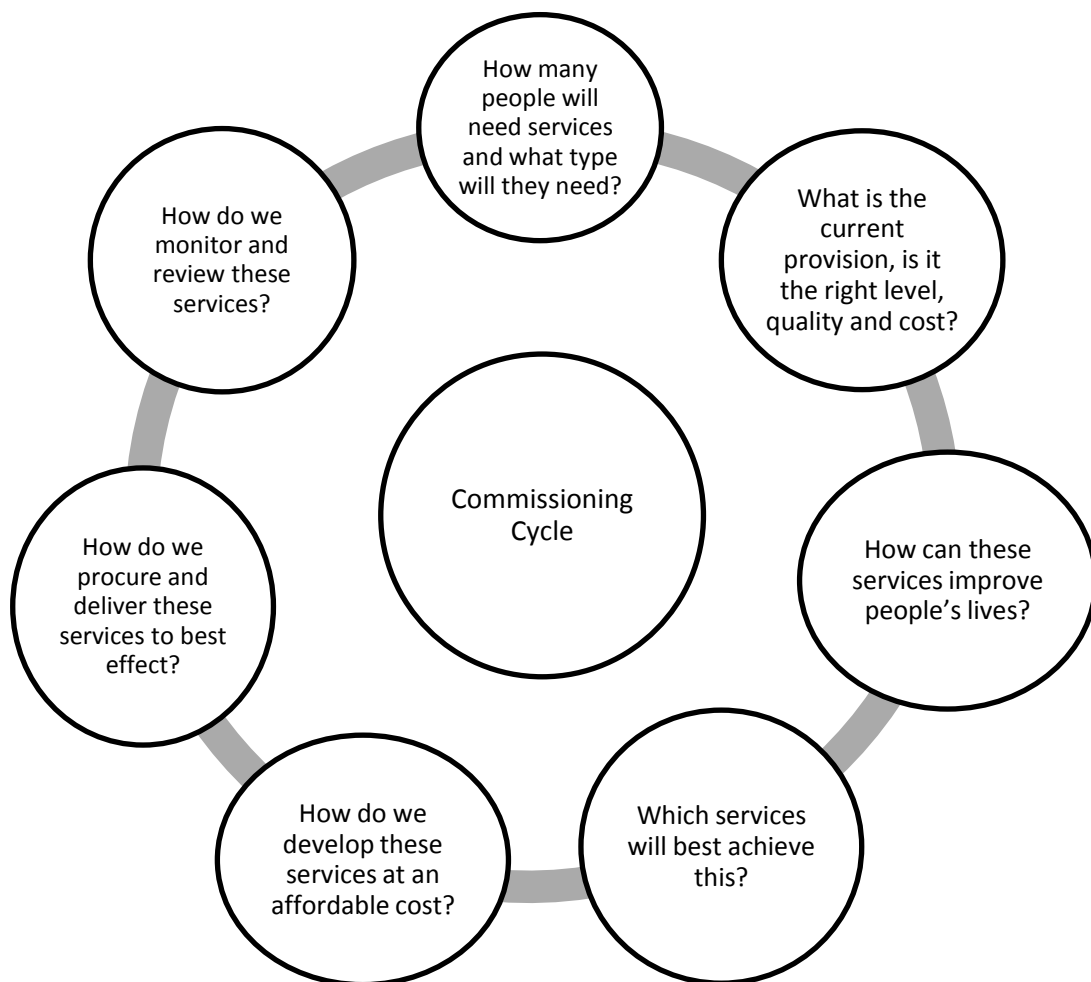 How many
people will
need services
and what type
will they need?
What is the
current
provision, is it
the right level,
quality and cost?
How can these
services improve
people’s lives?
Which services
will best achieve
this?
How do we
develop these
services at an
affordable cost?
How do we
procure and
deliver these
services to best
effect?
How do we
monitor and
review these
services?
Commissioning
Cycle